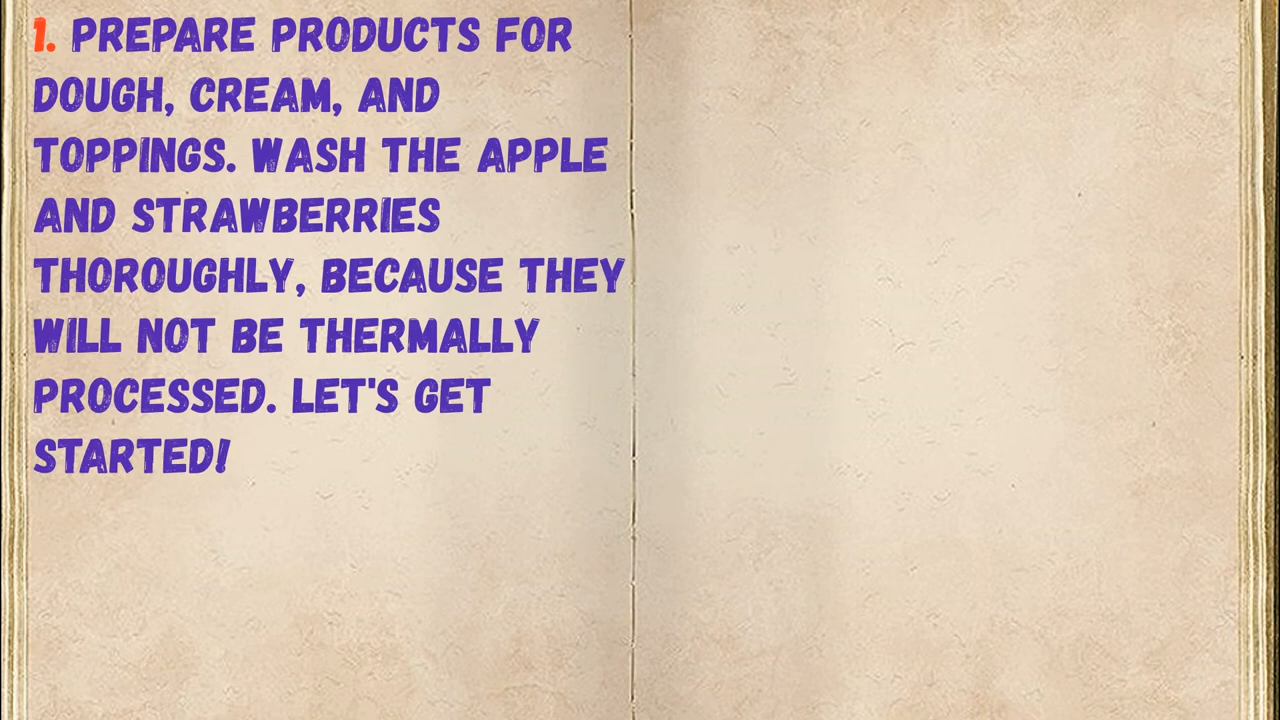 1. PREPARE PRODUCTS FOR
DOUGH, CREAM, AND
TOPPINGS. WASH THE APPLE
AND STRAWBERRIES
THOROUGHLY, BECAUSE THEY
WILL NOT BE THERMALLY
PROCESSED. LET'S GET
STARTED!